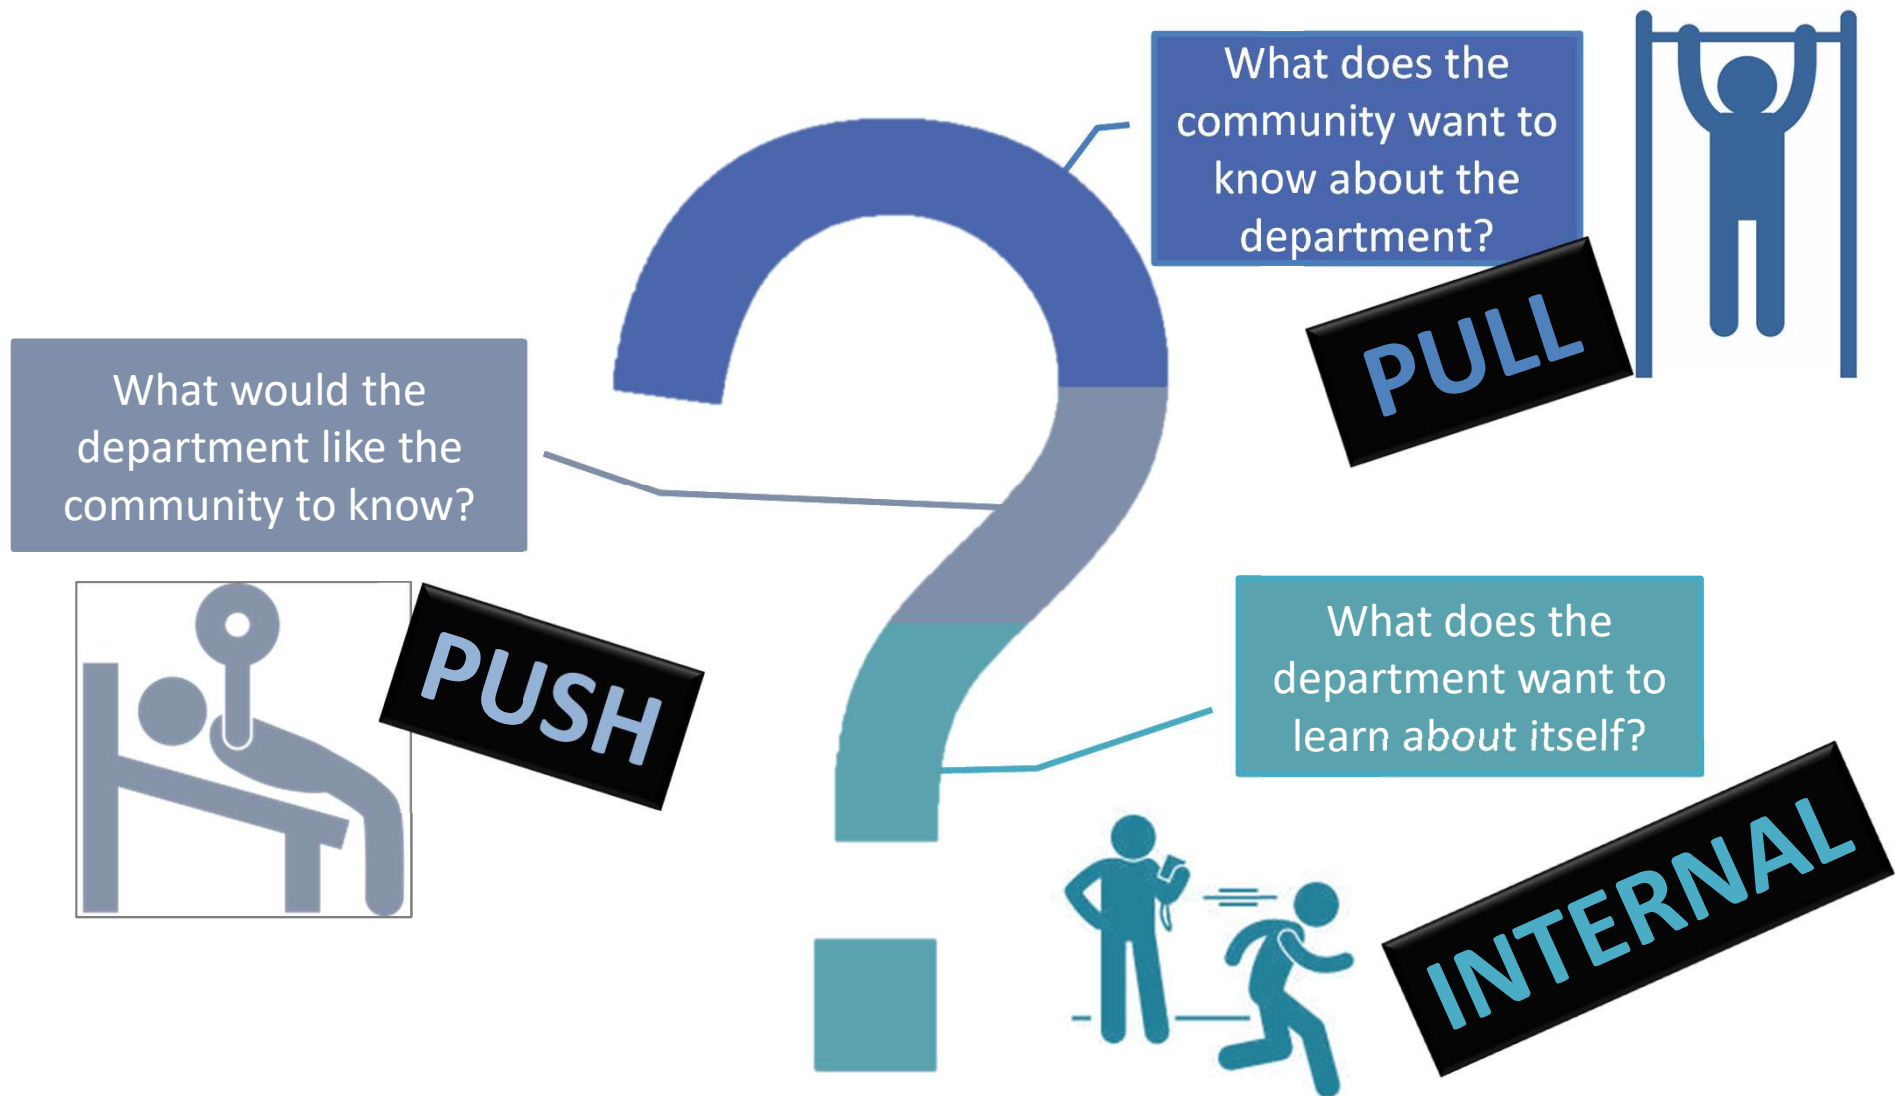 What does the
community want to
know about the
department?
PULL
What would the
department like the
community to know?
PUSH
What does the
department want to
learn about itself?
INTERNAL